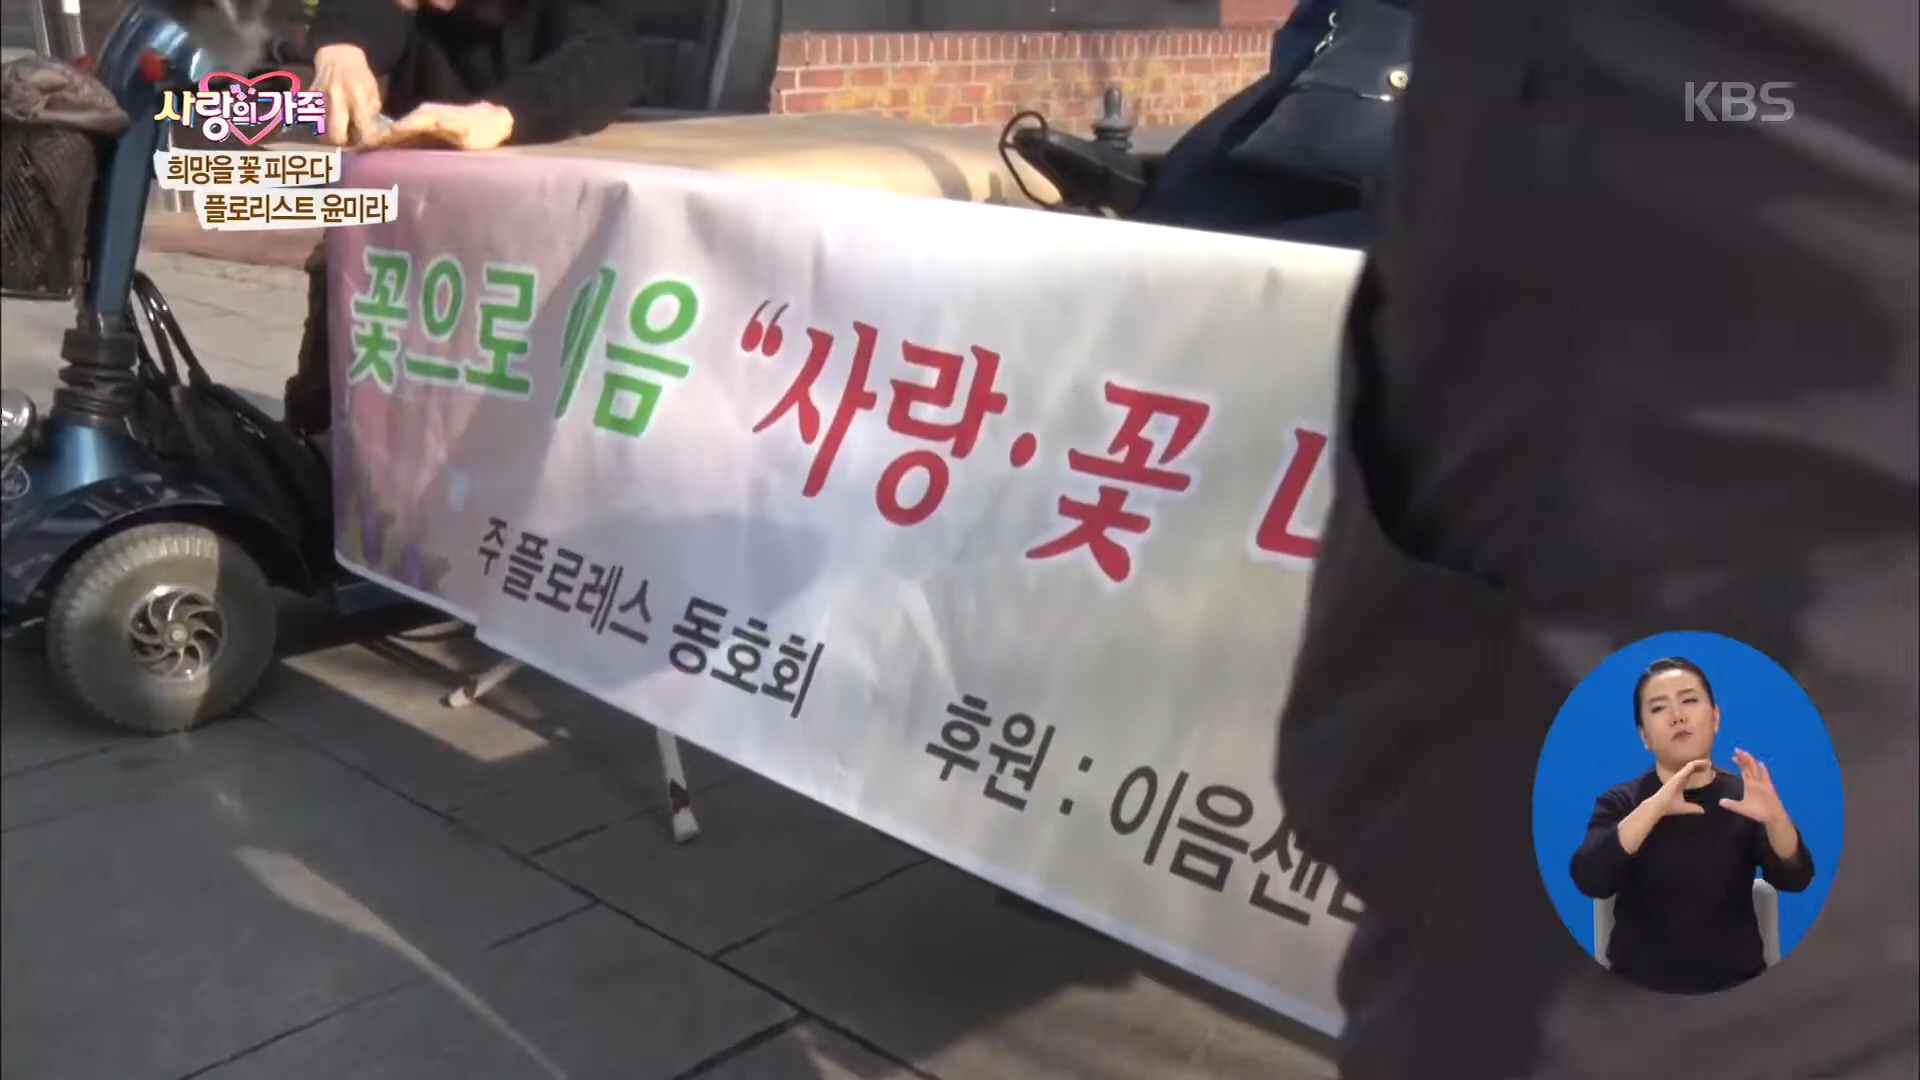 사랑의가족
KBS
희망을 꽃 피우다
플로리스트 윤미라
꽃으로이음 "사랑·꽃
플로레스 동호회
후원 : 이음센